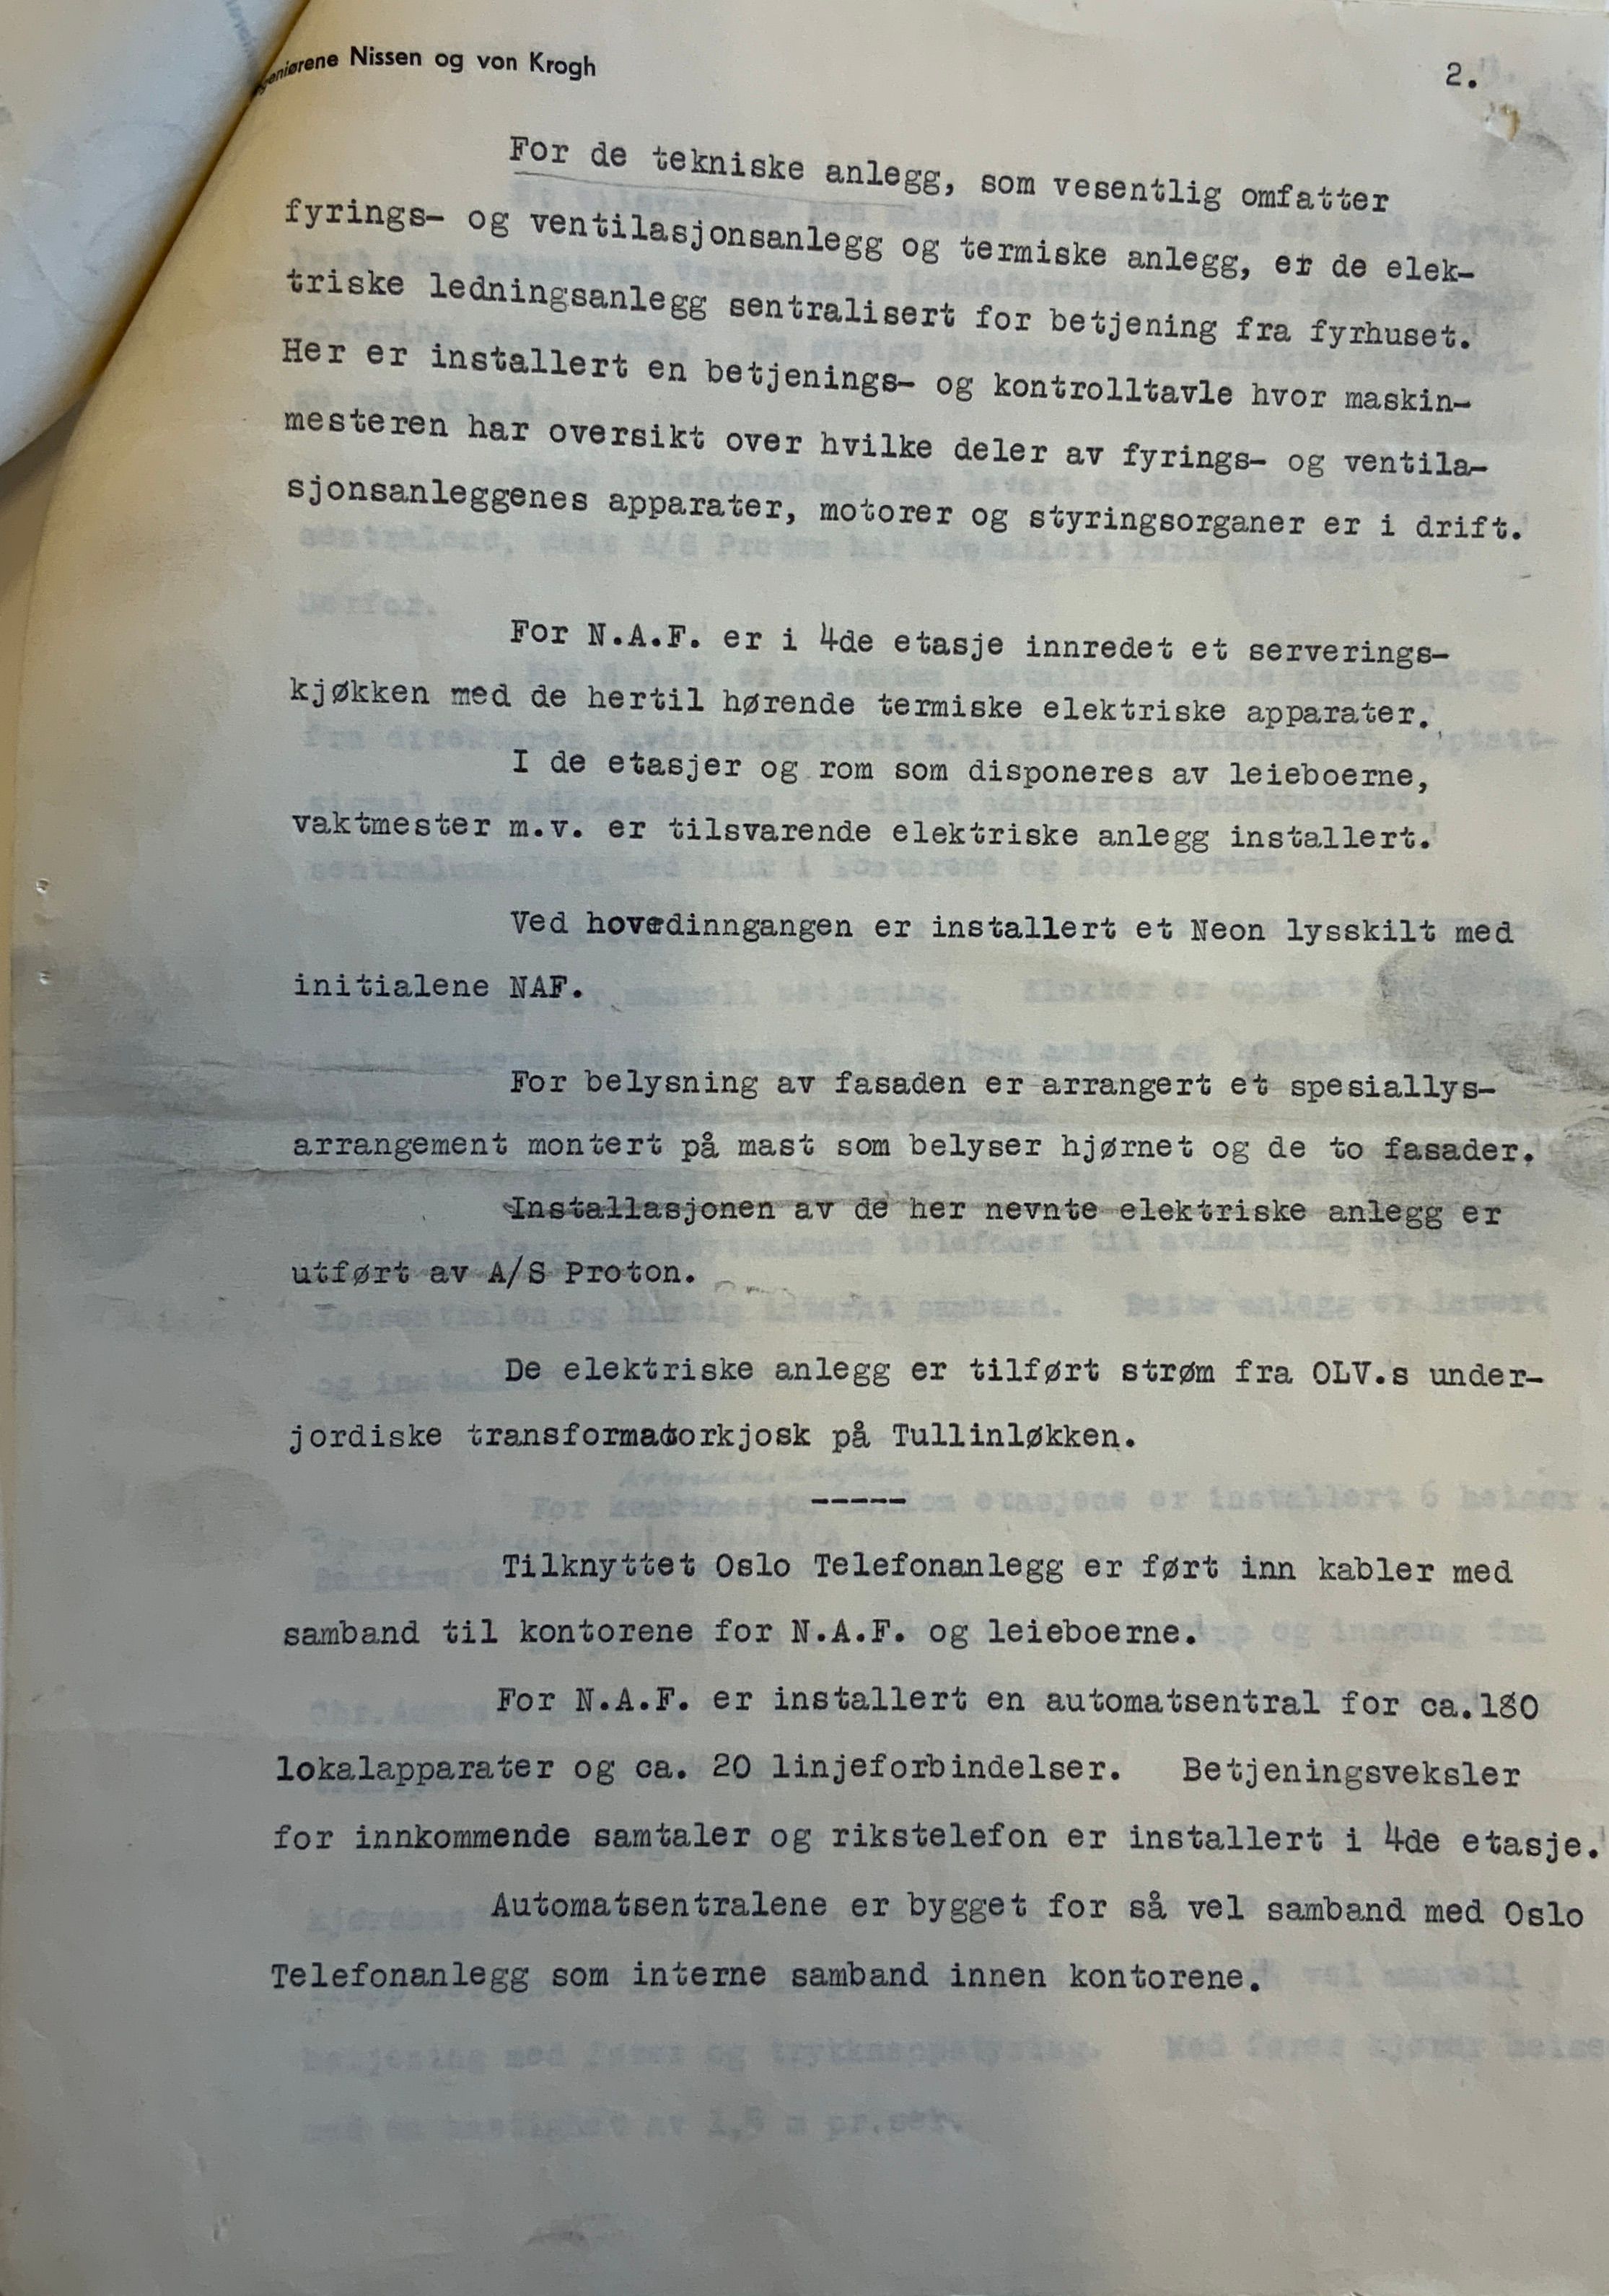 Nissen og von Krogh
2.
For de tekniske anlegg, som vesentlig omfatter
fyrings- og ventilasjonsanlegg og termiske anlegg, er de elek-
triske ledningsanlegg sentralisert for betjening fra fyrhuset.
Her er installert en betjenings- og kontrolltavle hvor maskin-
mesteren har oversikt over hvilke deler av fyrings- og ventila-
sjonsanleggenes apparater, motorer og styringsorganer er i drift.
For N.A.F. er i 4de etasje innredet et serverings-
kjøkken med de hertil hørende termiske elektriske apparater.
I de etasjer og rom som disponeres av leieboerne,
vaktmester m.v. er tilsvarende elektriske anlegg installert.
Ved hovedinngangen er installert et Neon lysskilt med
initialene NAF.
For belysning av fasaden er arrangert et spesiallys-
arrangement montert på mast som belyser hjørnet og de to fasader.
Installasjonen av de her nevnte elektriske anlegg er
utført av A/S Proton.
De elektriske anlegg er tilført strøm fra OLV.s under-
jordiske transformatorkjosk på Tullinløkken.
-----
Tilknyttet Oslo Telefonanlegg er ført inn kabler med
samband til kontorene for N.A.F. og leieboerne.
For N.A.F. er installert en automatsentral for ca.180
lokalapparater og ca. 20 linjeforbindelser. Betjeningsveksler
for innkommende samtaler og rikstelefon er installert i 4de etasje.
Automatsentralene er bygget for så vel samband med Oslo
Telefonanlegg som interne samband innen kontorene.